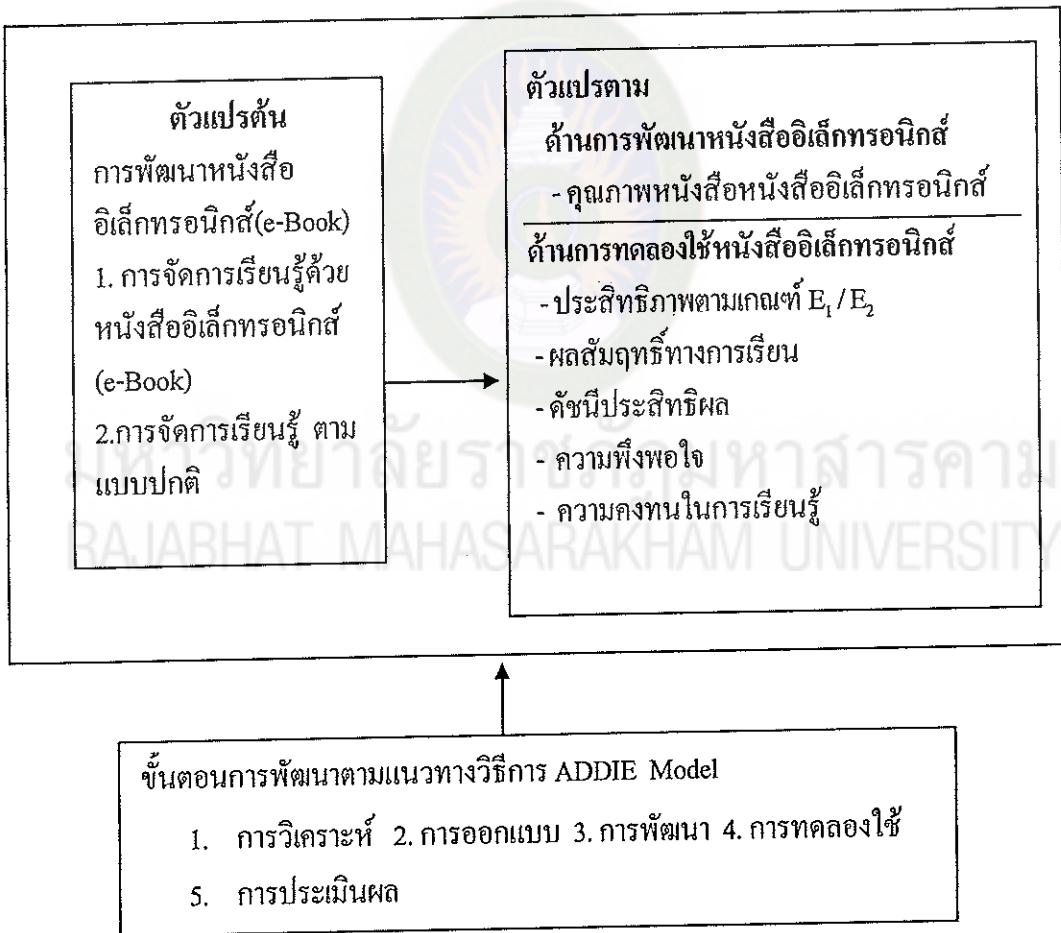 ตัวแปรต้น
การพัฒนาหนังสือ
อิเล็กทรอนิกส์(e-Book)
1. การจัดการเรียนรู้ด้วย
หนังสืออิเล็กทรอนิกส์
(e-Book)
2.การจัดการเรียนรู้ ตาม
แบบปกติ
ตัวแปรตาม
ด้านการพัฒนาหนังสืออิเล็กทรอนิกส์
- คุณภาพหนังสือหนังสืออิเล็กทรอนิกส์
ด้านการทดลองใช้หนังสืออิเล็กทรอนิกส์
- ประสิทธิภาพตามเกณฑ์ E₁ / E₂
- ผลสัมฤทธิ์ทางการเรียน
- ดัชนีประสิทธิผล
- ความพึงพอใจ
- ความคงทนในการเรียนรู้
มหาวิทยาลัยราชภัฏมหาสารคาม
RAJABHAT MAHASARAKHAM UNIVERSITY
ขั้นตอนการพัฒนาตามแนวทางวิธีการ ADDIE Model
1. การวิเคราะห์ 2. การออกแบบ 3. การพัฒนา 4. การทดลองใช้
5. การประเมินผล